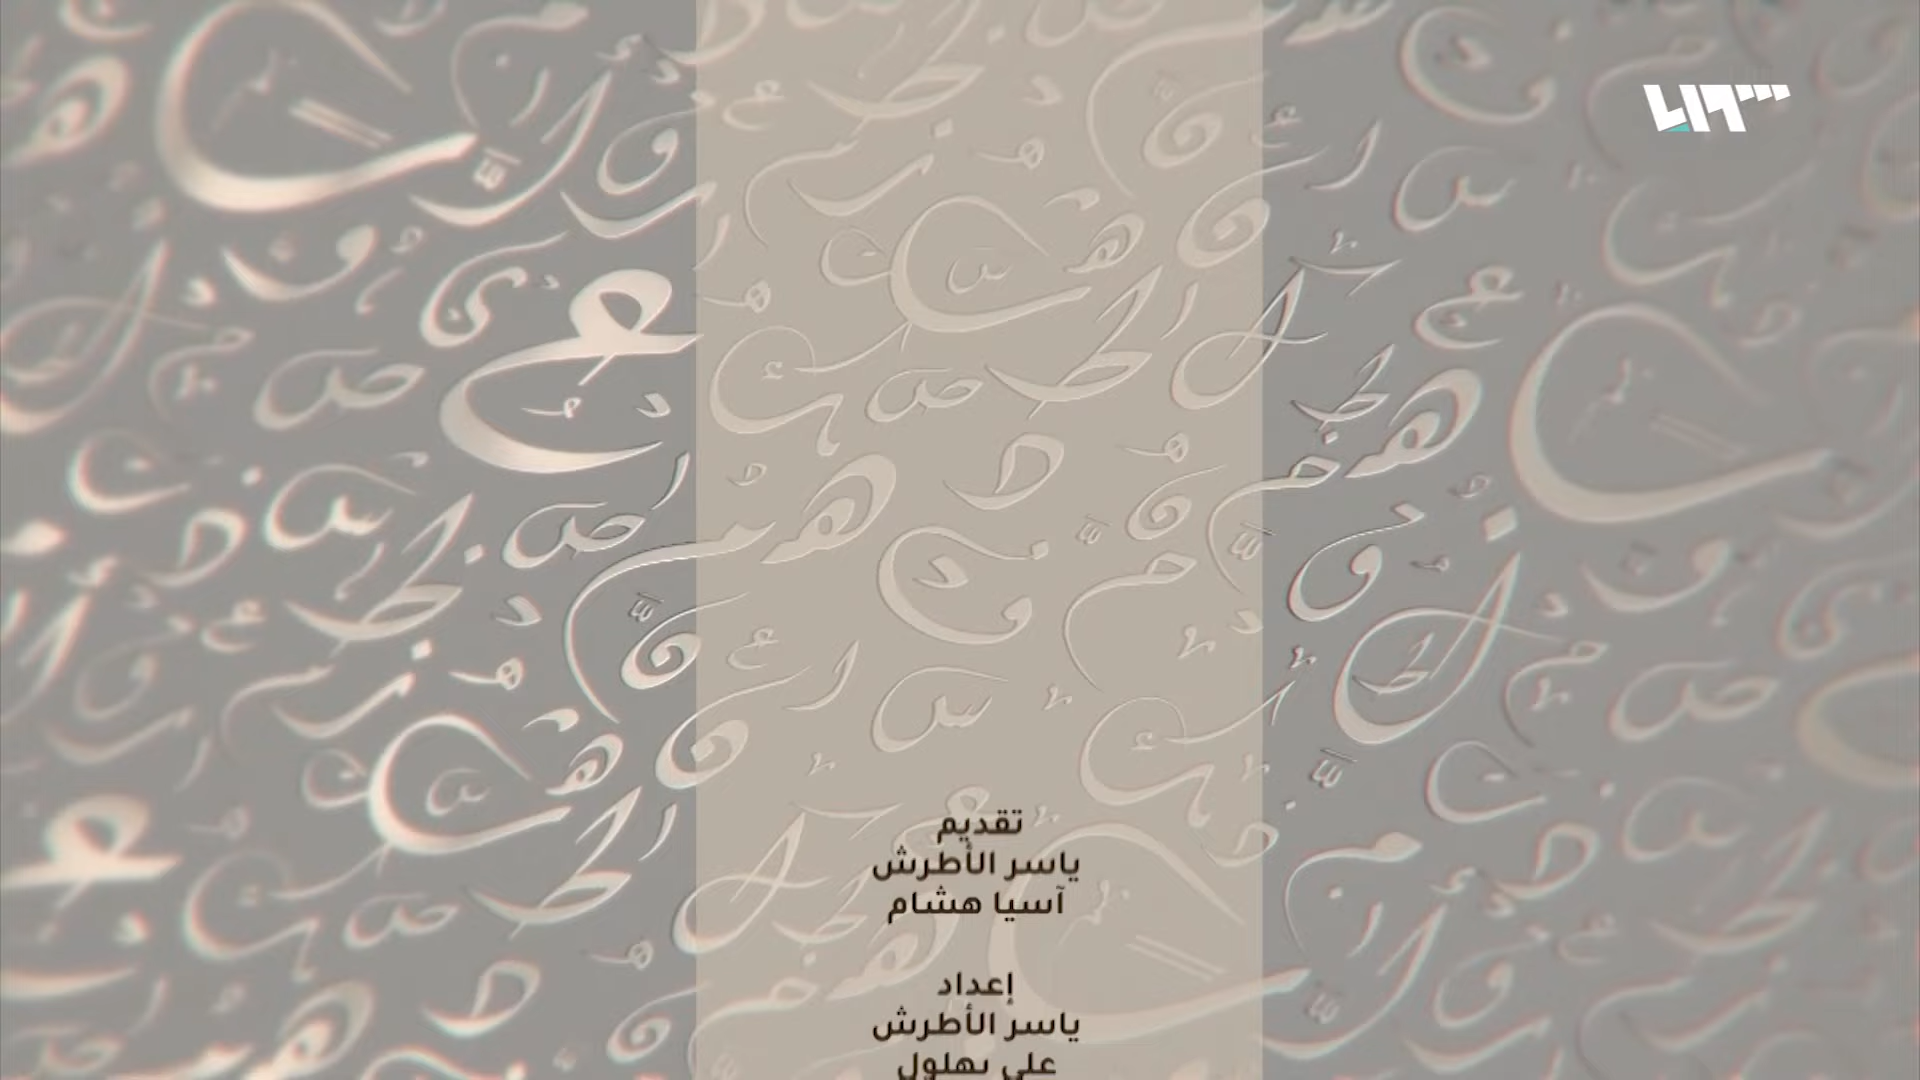 تقديم
ياسر الأطرش
آسيا هشام
إعداد
ياسر الأطرش
علي بهلول